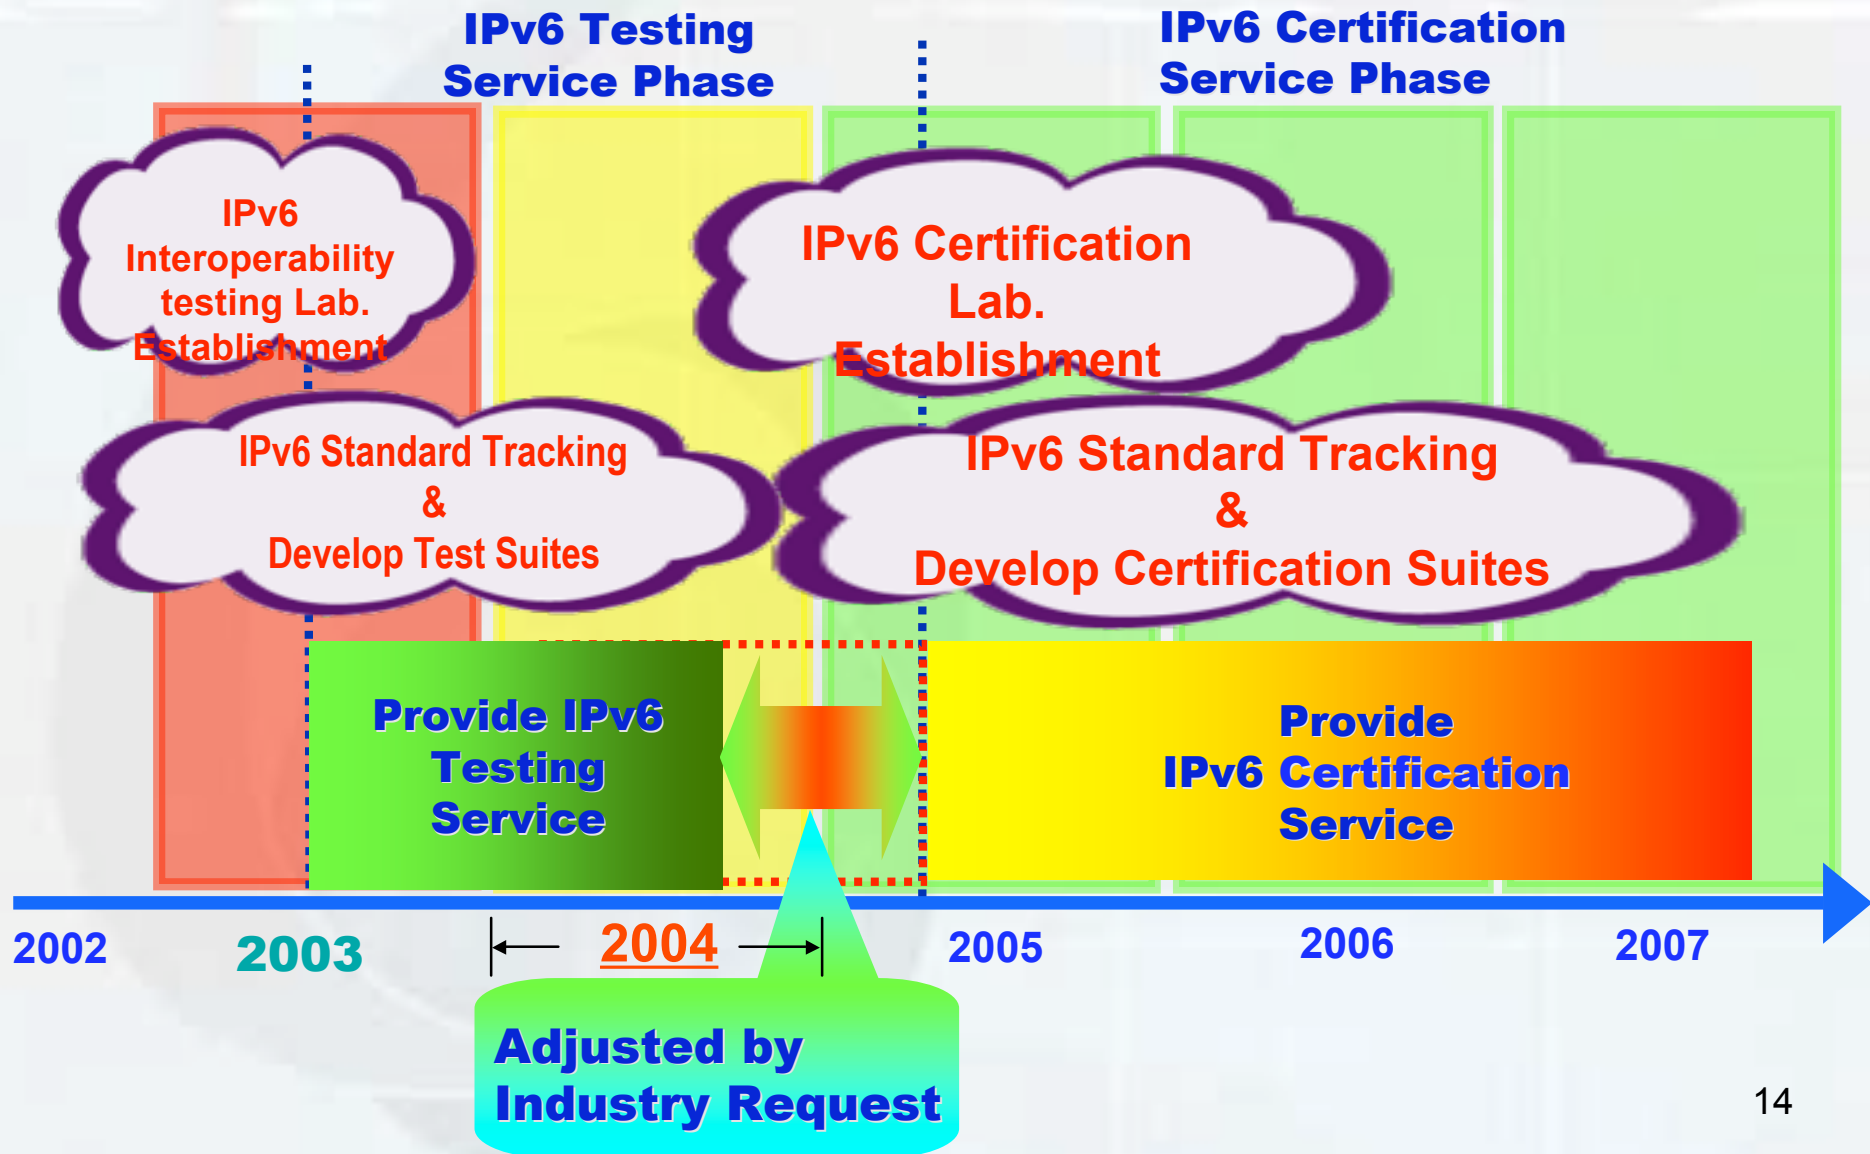 IPv6 Testing
Service Phase
IPv6 Certification
Service Phase
IPv6
Interoperability
testing Lab.
Establishment
IPv6 Certification
Lab.
Establishment
IPv6 Standard Tracking
&
Develop Test Suites
IPv6 Standard Tracking
&
Develop Certification Suites
Provide IPv6
Testing
Service
Provide
IPv6 Certification
Service
2002
2003
2004
2005
2006
2007
Adjusted by
Industry Request
14